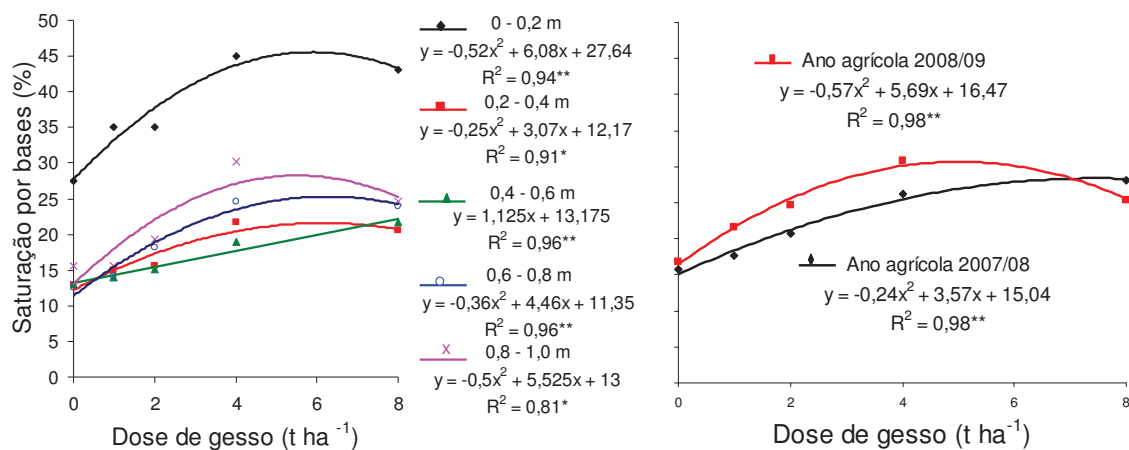 Saturação por bases (%)
50
45
40
35
30
25
20
15
10
5
0
0 2 4 6 8
Dose de gesso (t ha -1)
0 - 0,2 m
y = -0,52x² + 6,08x + 27,64
R² = 0,94**
0,2 - 0,4 m
y = -0,25x² + 3,07x + 12,17
R² = 0,91*
0,4 - 0,6 m
y = 1,125x + 13,175
R² = 0,96**
0,6 - 0,8 m
y = -0,36x² + 4,46x + 11,35
R² = 0,96**
0,8 - 1,0 m
y = -0,5x² + 5,525x + 13
R² = 0,81*
Ano agrícola 2008/09
y = -0,57x² + 5,69x + 16,47
R² = 0,98**
Ano agrícola 2007/08
y = -0,24x² + 3,57x + 15,04
R² = 0,98**
0 2 4 6 8
Dose de gesso (t ha⁻¹)